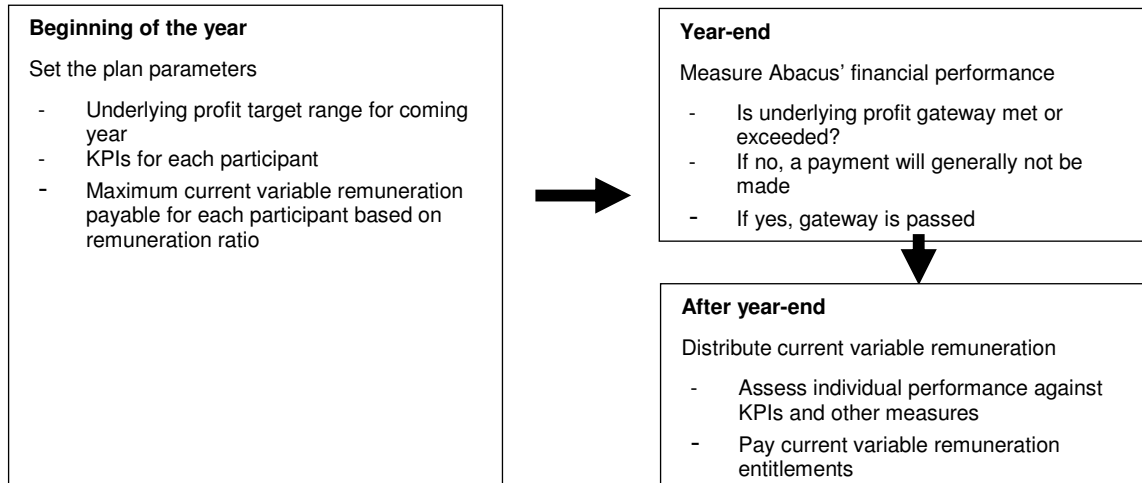 Beginning of the year
Set the plan parameters
- Underlying profit target range for coming
year
- KPIs for each participant
- Maximum current variable remuneration
payable for each participant based on
remuneration ratio
Year-end
Measure Abacus’ financial performance
- Is underlying profit gateway met or
exceeded?
- If no, a payment will generally not be
made
- If yes, gateway is passed
After year-end
Distribute current variable remuneration
- Assess individual performance against
KPIs and other measures
- Pay current variable remuneration
entitlements